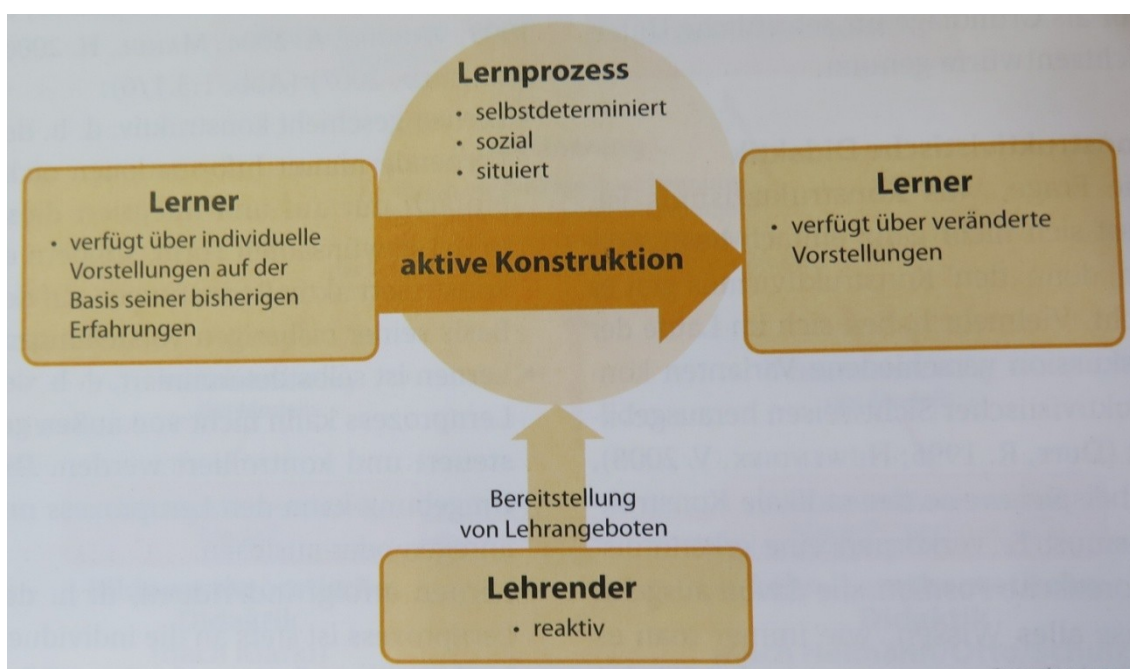 Lernprozess
• selbstdeterminiert
• sozial
• situiert
Lerner
• verfügt über individuelle
Vorstellungen auf der
Basis seiner bisherigen
Erfahrungen
aktive Konstruktion
Lerner
• verfügt über veränderte
Vorstellungen
Bereitstellung
von Lehrangeboten
Lehrender
• reaktiv